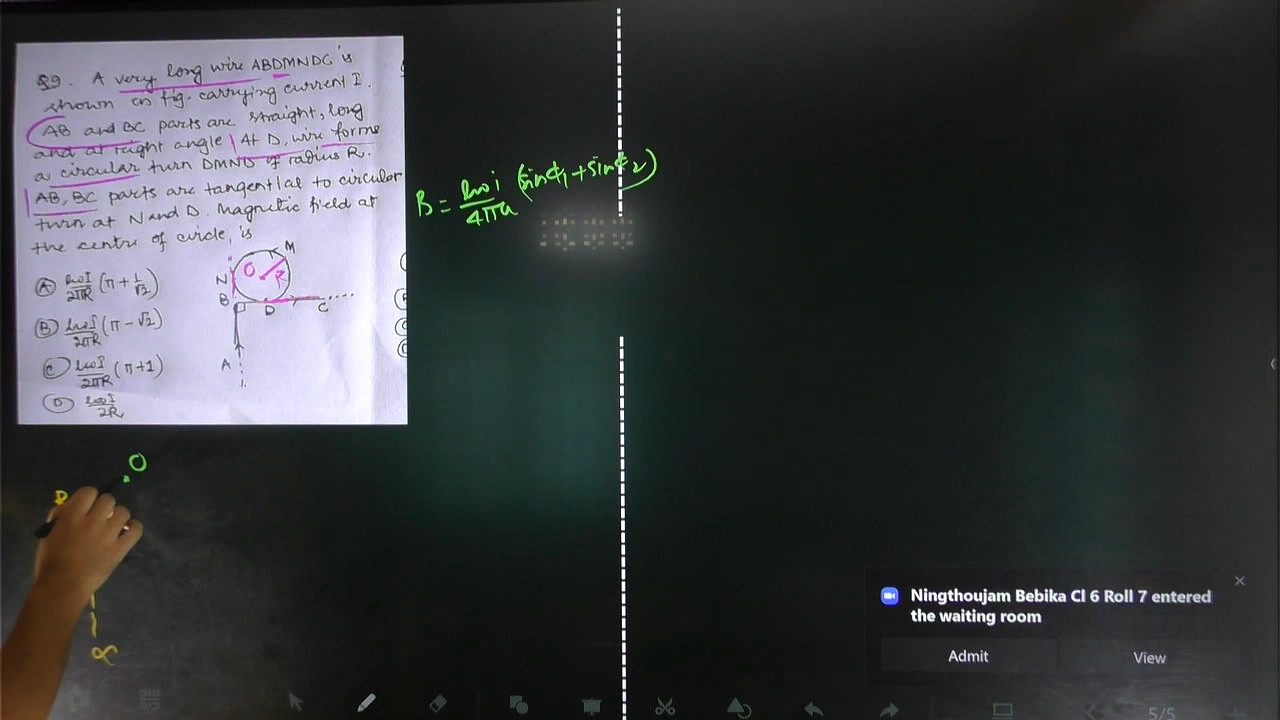 Q9. A very long wire ABDMNDC is
shown in fig. carrying current I.
AB and BC parts are straight, long
and at right angle. At D, wire forms
a circular turn DMND of radius R.
AB, BC parts are tangential to circular
turn at N and D. Magnetic field at
the centre of circle, is
(A) μ0I/2πR (π + 1/√2)
(B) μ0I/2πR (π - √2)
(C) μ0I/2πR (π + 1)
(D) μ0I/2R
M
O
R
N
B
D
C
A
B = μ0 i/4πa (sinϕ1 + sinϕ2)
O
∝
Ningthoujam Bebika Cl 6 Roll 7 entered
the waiting room
Admit
View
5/5